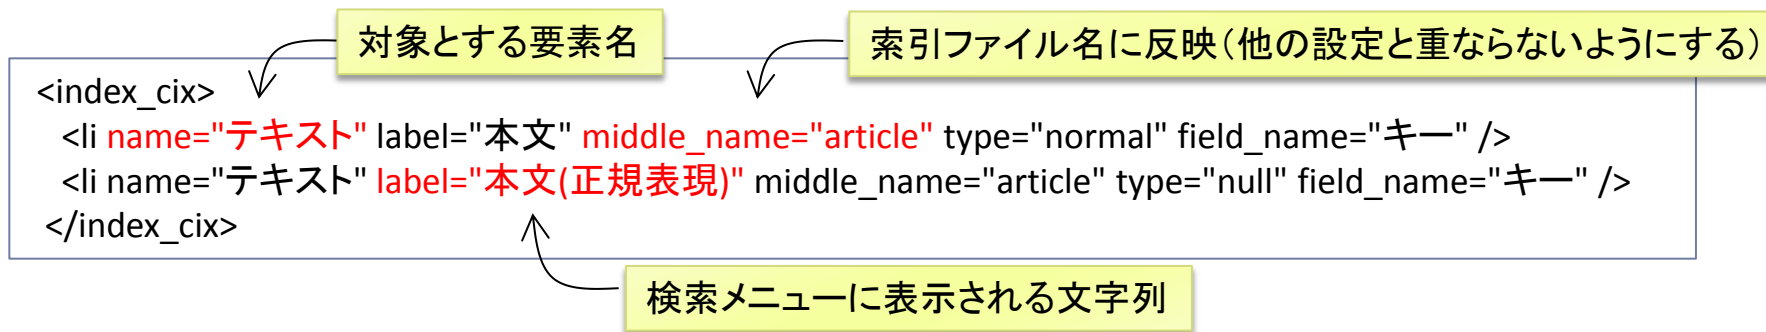 対象とする要素名
索引ファイル名に反映(他の設定と重ならないようにする)
<index_cix>
<li name="テキスト" label="本文" middle_name="article" type="normal" field_name="キー" />
<li name="テキスト" label="本文(正規表現)" middle_name="article" type="null" field_name="キー" />
</index_cix>
検索メニューに表示される文字列